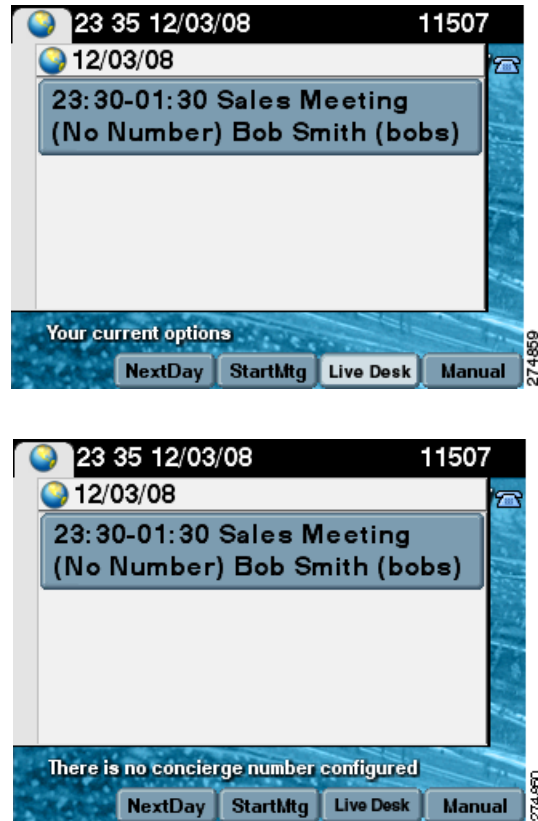 23 35 12/03/08 11507
12/03/08
23:30-01:30 Sales Meeting
(No Number) Bob Smith (bobs)
Your current options
NextDay StartMtg Live Desk Manual
274859
23 35 12/03/08 11507
12/03/08
23:30-01:30 Sales Meeting
(No Number) Bob Smith (bobs)
There is no concierge number configured
NextDay StartMtg Live Desk Manual
274860